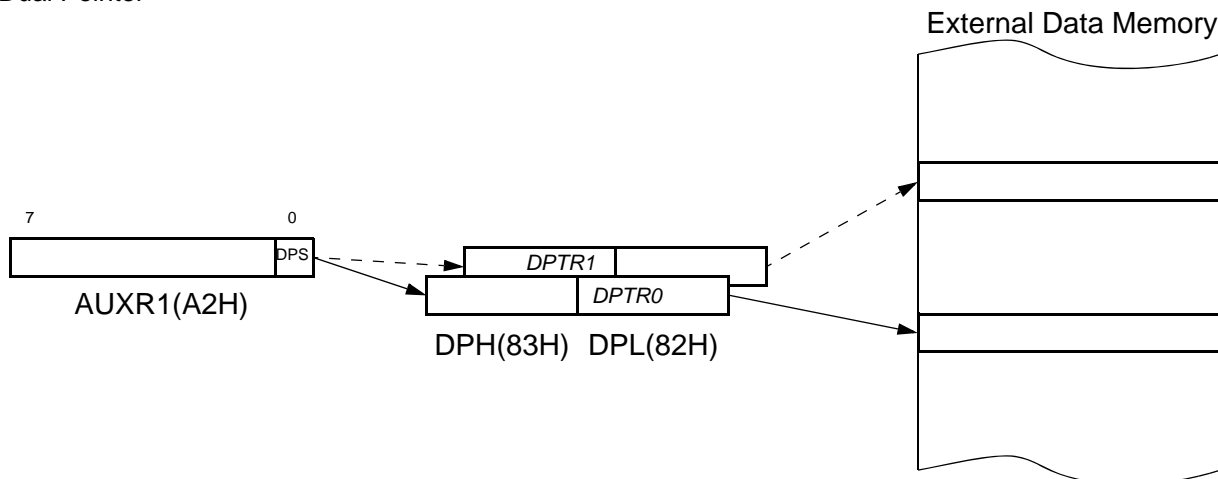 Dual Pointer
External Data Memory
7
0
DPS
DPTR1
DPTR0
AUXR1(A2H)
DPH(83H) DPL(82H)